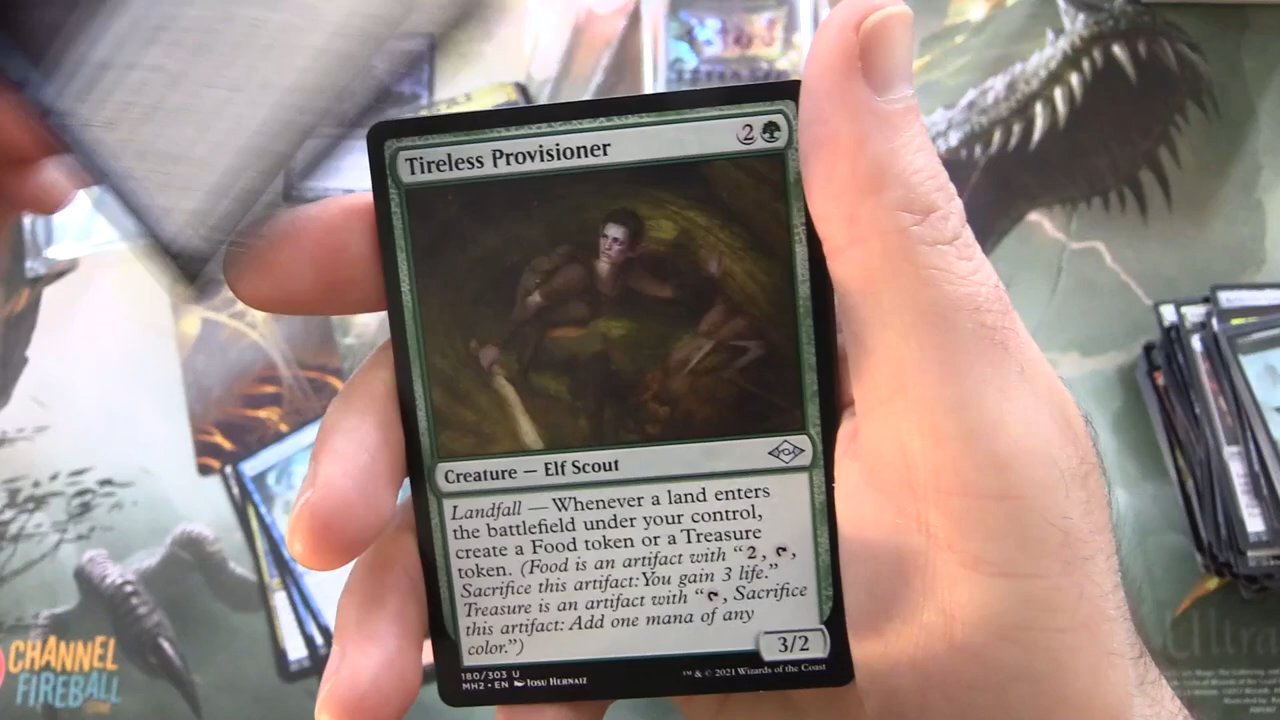 Tireless Provisioner
2
Creature — Elf Scout
Landfall — Whenever a land enters
the battlefield under your control,
create a Food token or a Treasure
token. (Food is an artifact with “2, ,
Sacrifice this artifact: You gain 3 life.”
Treasure is an artifact with “ , Sacrifice
this artifact: Add one mana of any
color.”)
3/2
180/303 U
MH2 • EN Josu Hernaiz
™ & © 2021 Wizards of the Coast
CHANNEL
FIREBALL
.com
Ultra